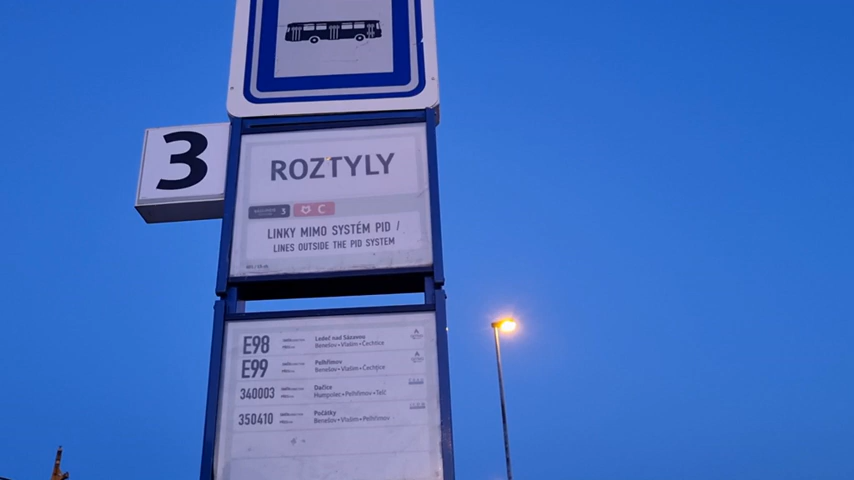 3
ROZTYLY
3 C
LINKY MIMO SYSTÉM PID /
LINES OUTSIDE THE PID SYSTEM
E98 Ledeč nad Sázavou
Benešov • Vlašim • Čechtice
E99 Pelhřimov
Benešov • Vlašim • Čechtice
340003 Dačice
Humpolec • Pelhřimov • Telč
350410 Počátky
Benešov • Vlašim • Pelhřimov